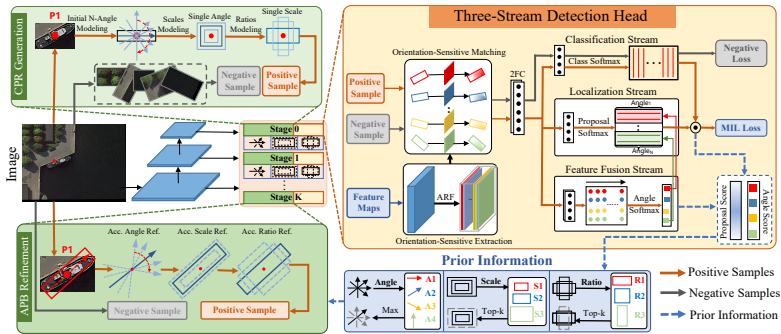 CPR Generation
P1
Initial N-Angle
Modeling
Scales
Modeling
Single Angle
Ratios
Modeling
Single Scale
Negative
Sample
Positive
Sample
Image
Stage 0
Stage 1
Stage K
APB Refinement
P1
Acc. Angle Ref.
Acc. Scale Ref.
Acc. Ratio Ref.
Negative Sample
Positive Sample
Three-Stream Detection Head
Orientation-Sensitive Matching
Positive
Sample
Negative
Sample
Feature
Maps
ARF
Orientation-Sensitive Extraction
2FC
Classification Stream
Class Softmax
Negative
Loss
Localization Stream
Proposal
Softmax
Angle1
AngleN
MIL Loss
Feature Fusion Stream
Angle
Softmax
Proposal Score
Angle Score
Prior Information
Angle
Max
A1
A2
A3
A4
Scale
Top-k
S1
S2
S3
Ratio
Top-k
R1
R2
R3
Positive Samples
Negative Samples
Prior Information